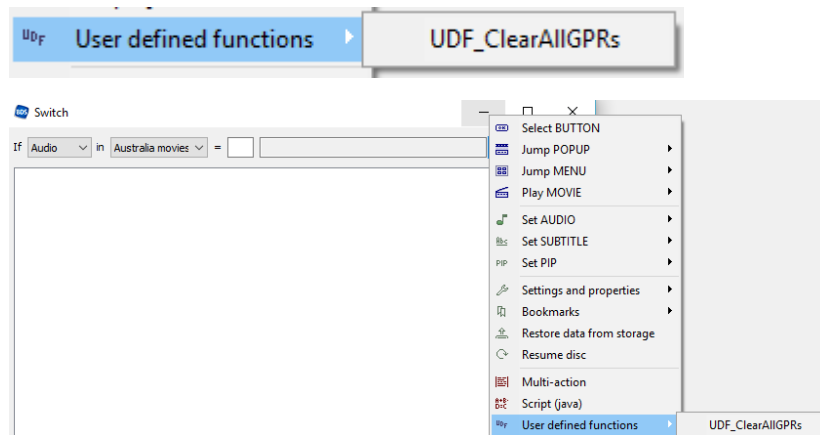 UDF User defined functions UDF_ClearAllGPRs
BDS Switch
If Audio in Australia movies =
Select BUTTON
Jump POPUP
Jump MENU
Play MOVIE
Set AUDIO
Set SUBTITLE
PIP Set PIP
Settings and properties
Bookmarks
Restore data from storage
Resume disc
Multi-action
Script (java)
UDF User defined functions UDF_ClearAllGPRs